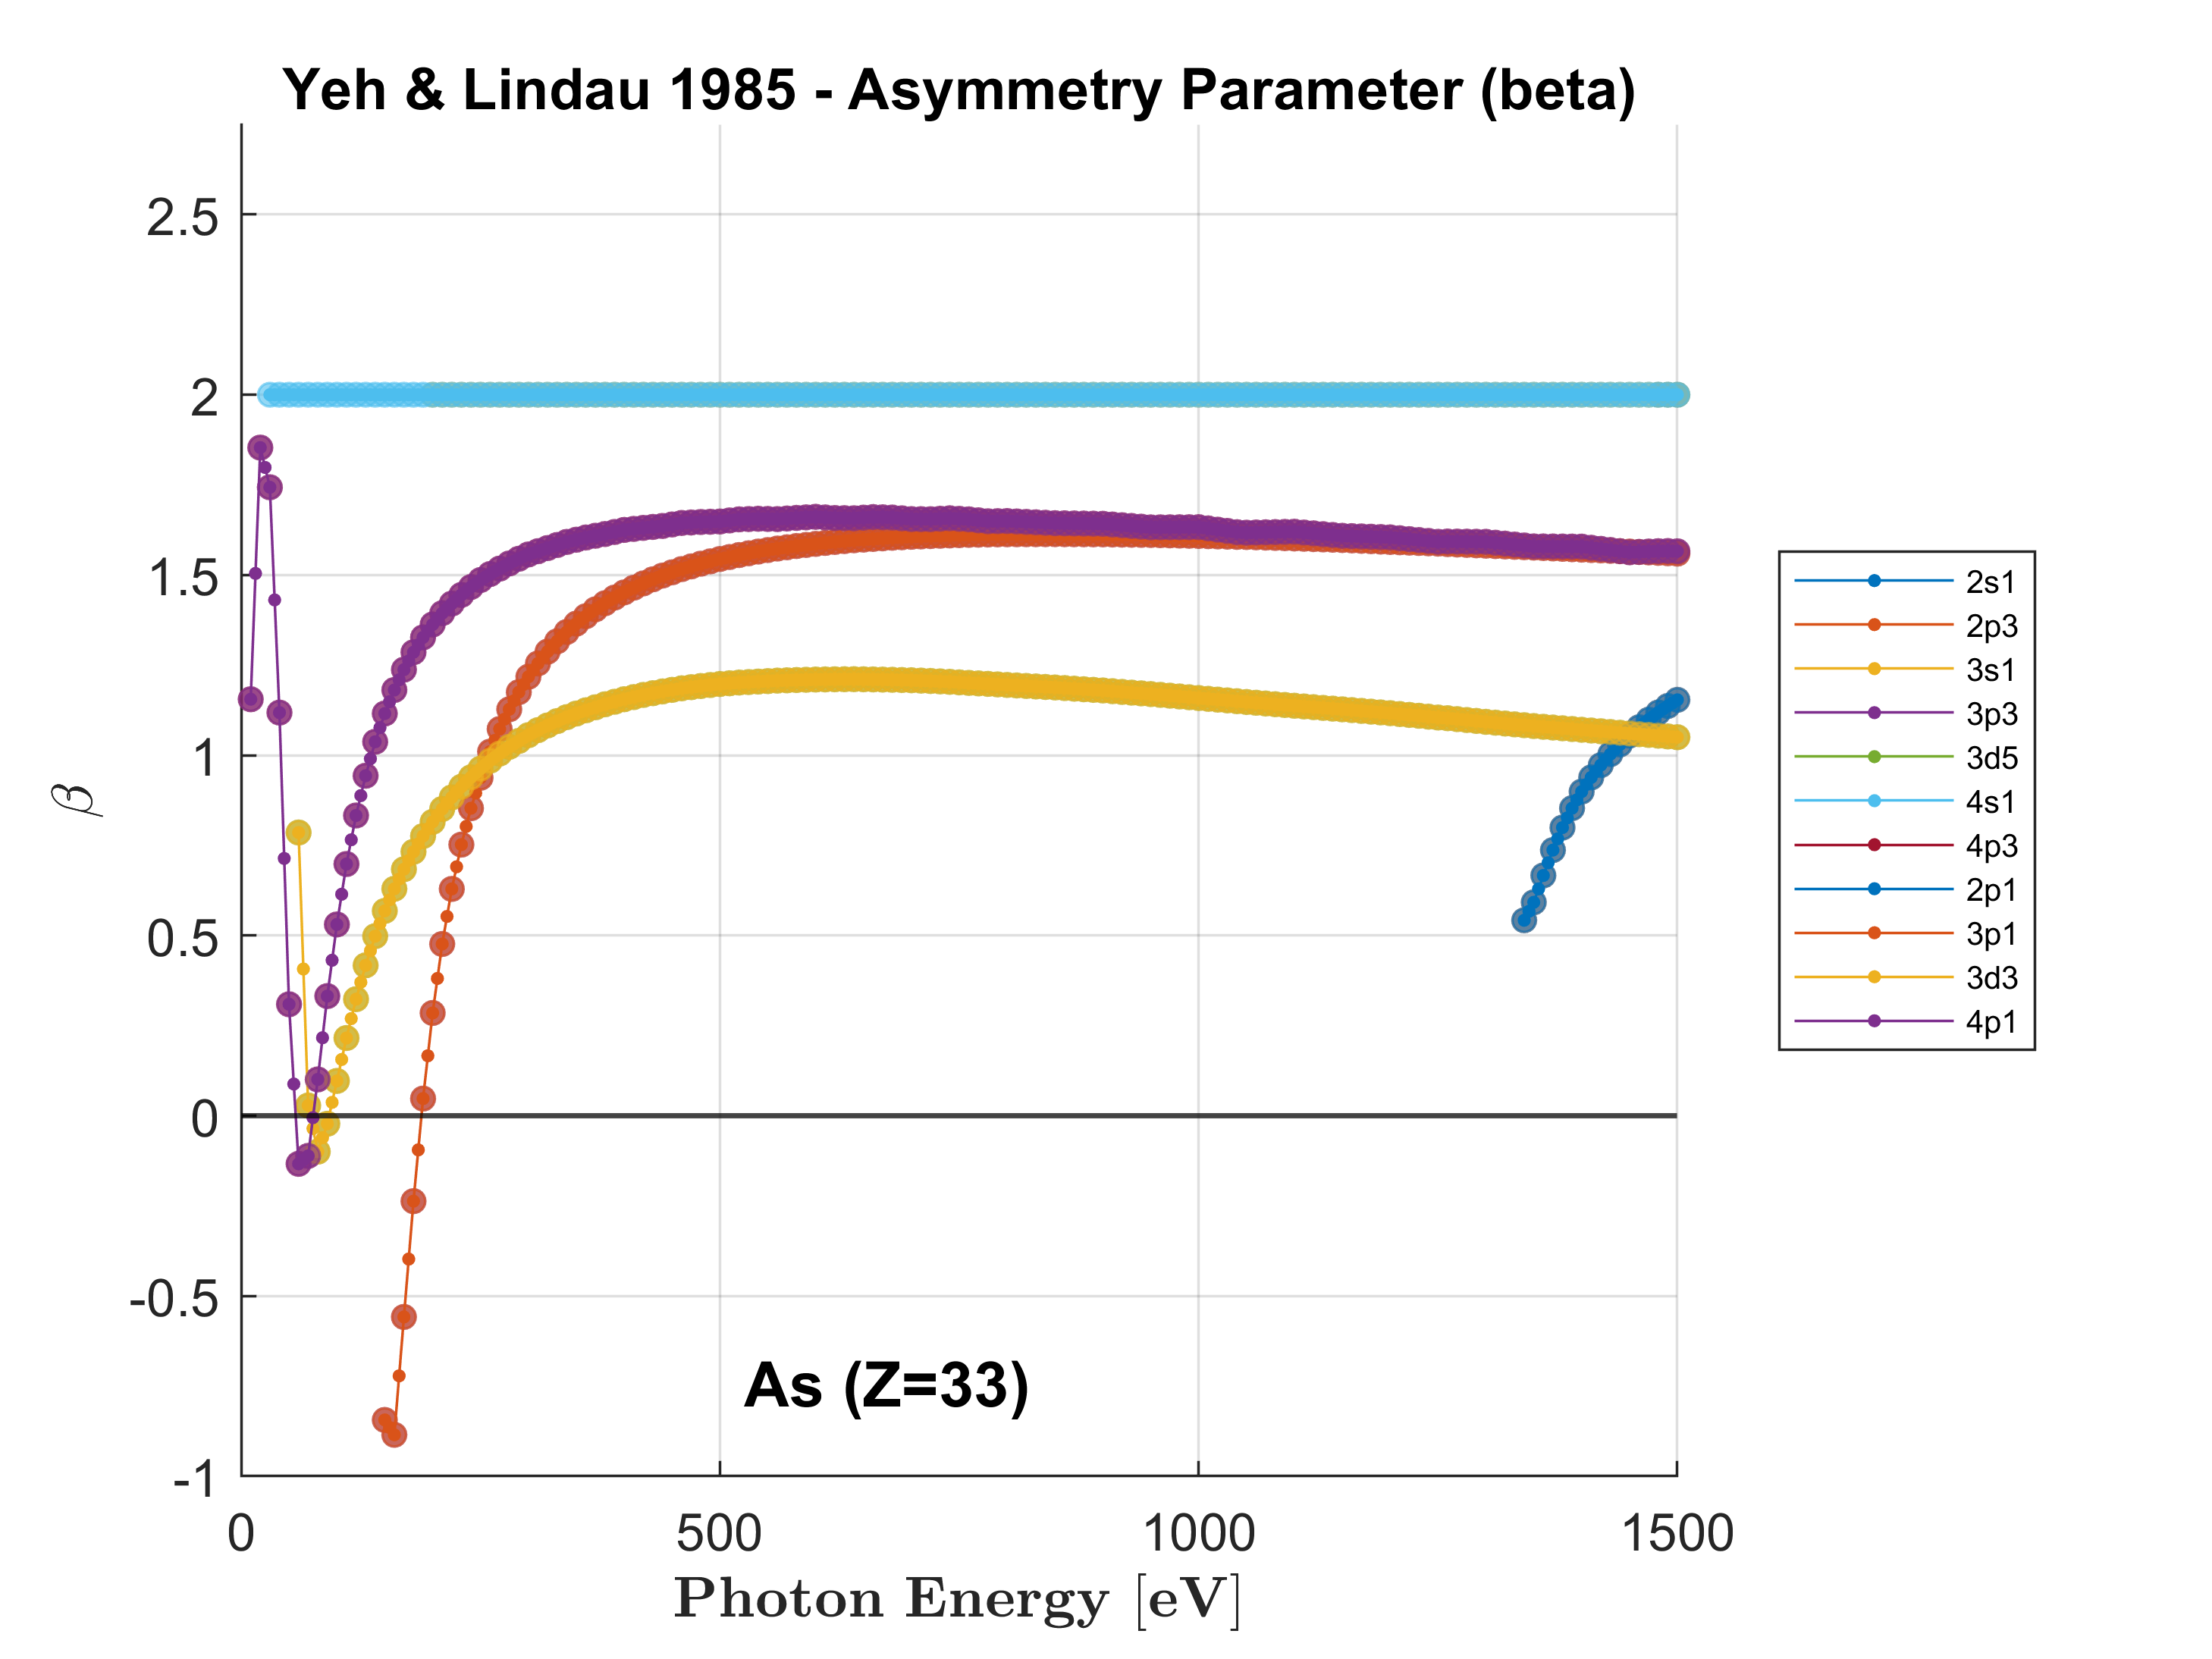 Yeh & Lindau 1985 - Asymmetry Parameter (beta)
2.5
2
1.5
1
0.5
0
-0.5
-1
β
0 500 1000 1500
Photon Energy [eV]
As (Z=33)
2s1
2p3
3s1
3p3
3d5
4s1
4p3
2p1
3p1
3d3
4p1